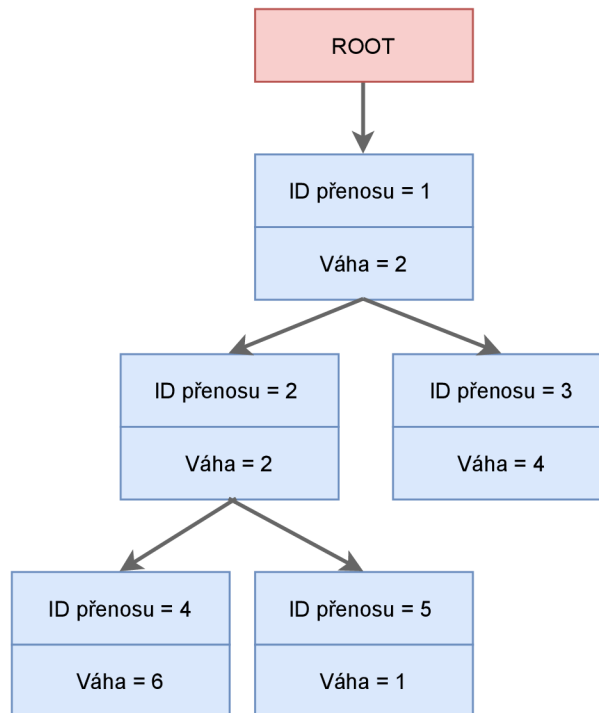 ROOT
ID přenosu = 1
Váha = 2
ID přenosu = 2
Váha = 2
ID přenosu = 3
Váha = 4
ID přenosu = 4
Váha = 6
ID přenosu = 5
Váha = 1